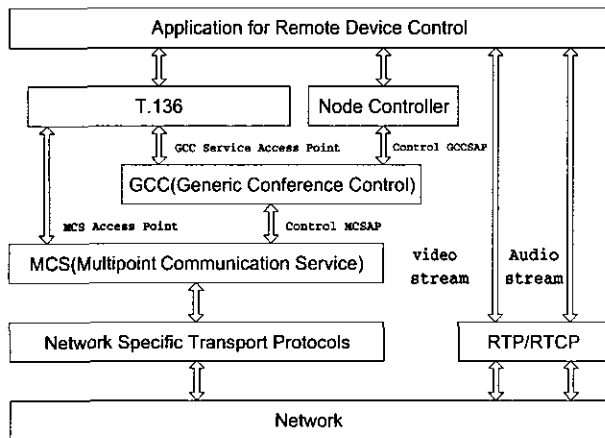 Application for Remote Device Control
T.136
Node Controller
GCC Service Access Point
Control GCCSAP
GCC(Generic Conference Control)
MCS Access Point
Control MCSAP
MCS(Multipoint Communication Service)
video
stream
Audio
stream
Network Specific Transport Protocols
RTP/RTCP
Network